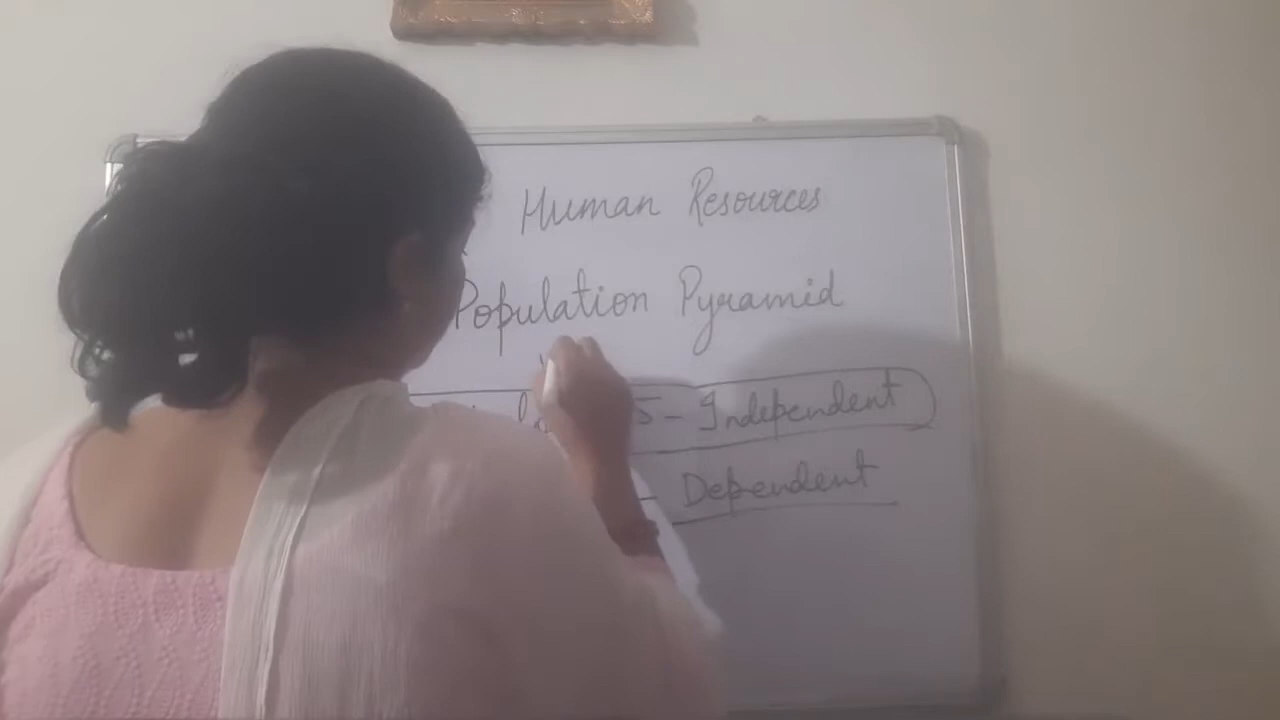 Human Resources
Population Pyramid
5 - Independent
- Dependent